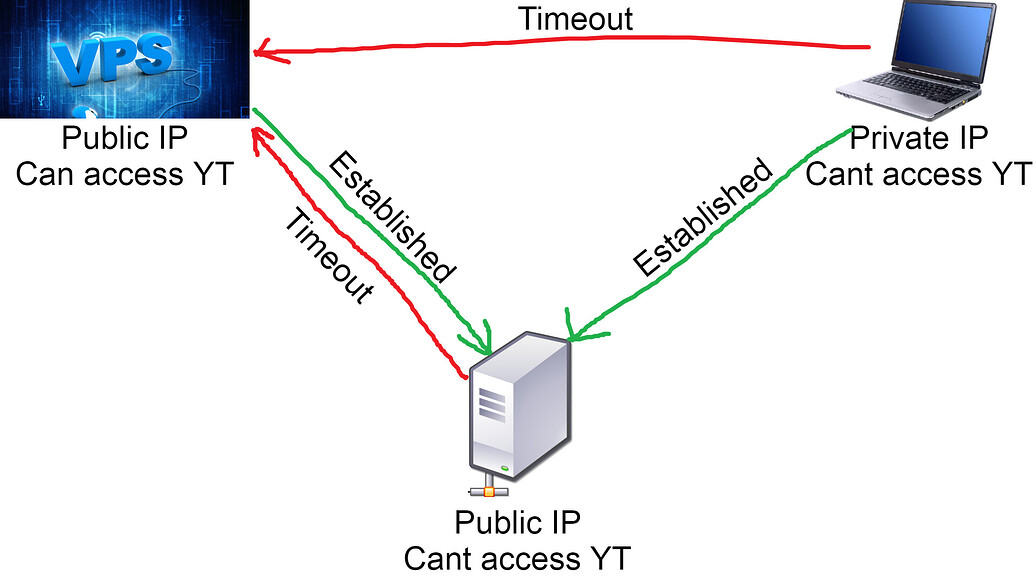 Timeout
VPS
Public IP
Can access YT
Private IP
Cant access YT
Established
Timeout
Established
Public IP
Cant access YT